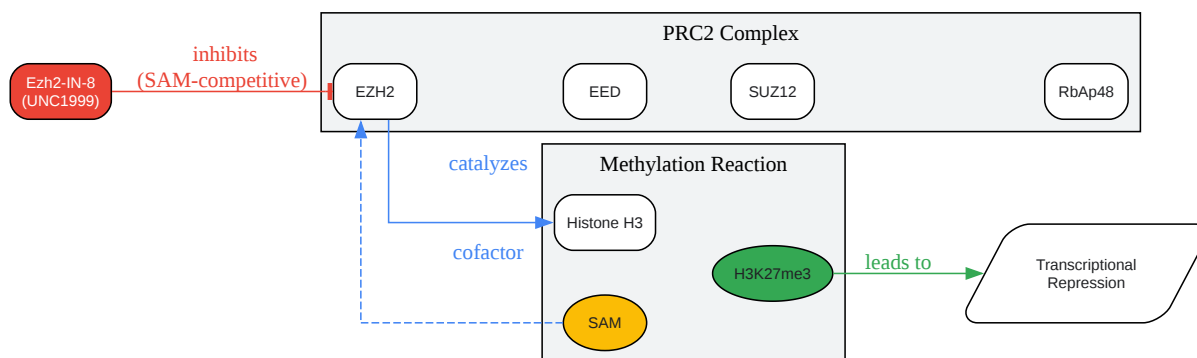 PRC2 Complex
inhibits
(SAM-competitive)
Ezh2-IN-8
(UNC1999)
EZH2
EED
SUZ12
RbAp48
catalyzes
Methylation Reaction
Histone H3
cofactor
H3K27me3
leads to
Transcriptional
Repression
SAM